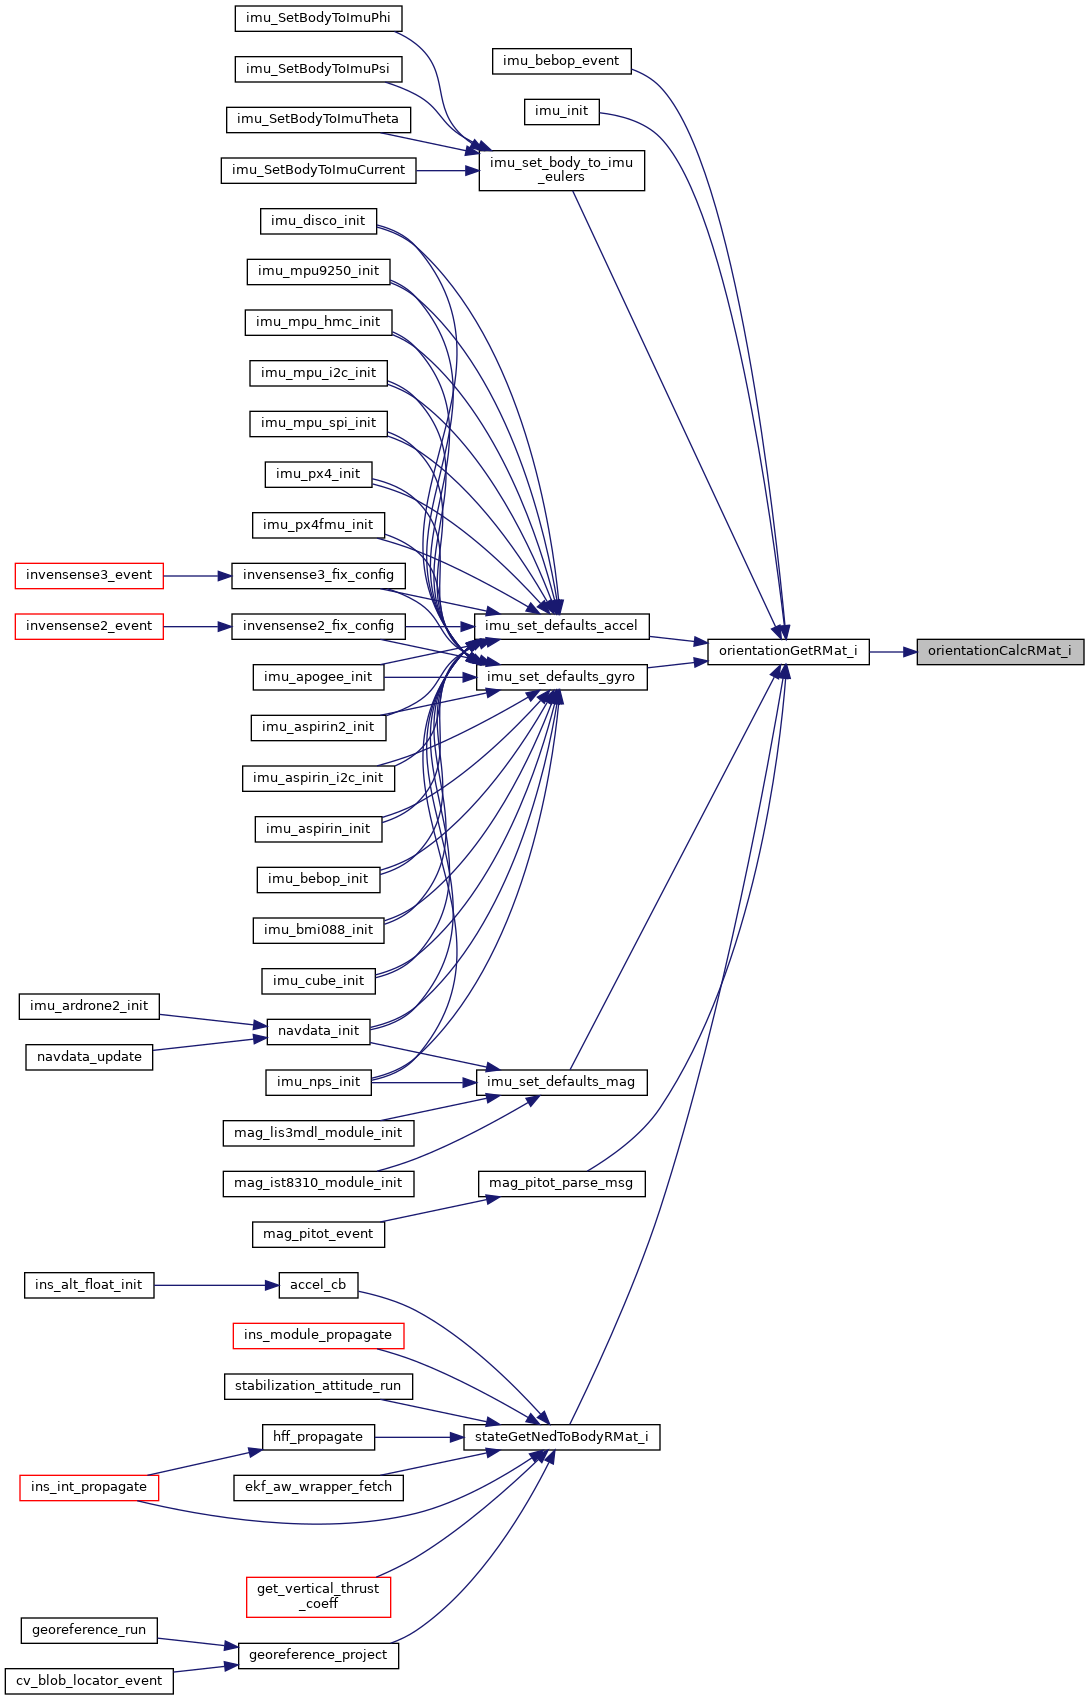 imu_SetBodyToImuPhi
imu_bebop_event
imu_SetBodyToImuPsi
imu_init
imu_SetBodyToImuTheta
imu_set_body_to_imu
_eulers
imu_SetBodyToImuCurrent
imu_disco_init
imu_mpu9250_init
imu_mpu_hmc_init
imu_mpu_i2c_init
imu_mpu_spi_init
imu_px4_init
imu_px4fmu_init
invensense3_event
invensense3_fix_config
invensense2_event
invensense2_fix_config
imu_set_defaults_accel
orientationGetRMat_i
orientationCalcRMat_i
imu_apogee_init
imu_set_defaults_gyro
imu_aspirin2_init
imu_aspirin_i2c_init
imu_aspirin_init
imu_bebop_init
imu_bmi088_init
imu_cube_init
imu_ardrone2_init
navdata_init
navdata_update
imu_nps_init
imu_set_defaults_mag
mag_lis3mdl_module_init
mag_ist8310_module_init
mag_pitot_parse_msg
mag_pitot_event
ins_alt_float_init
accel_cb
ins_module_propagate
stabilization_attitude_run
hff_propagate
stateGetNedToBodyRMat_i
ins_int_propagate
ekf_aw_wrapper_fetch
get_vertical_thrust
_coeff
georeference_run
georeference_project
cv_blob_locator_event